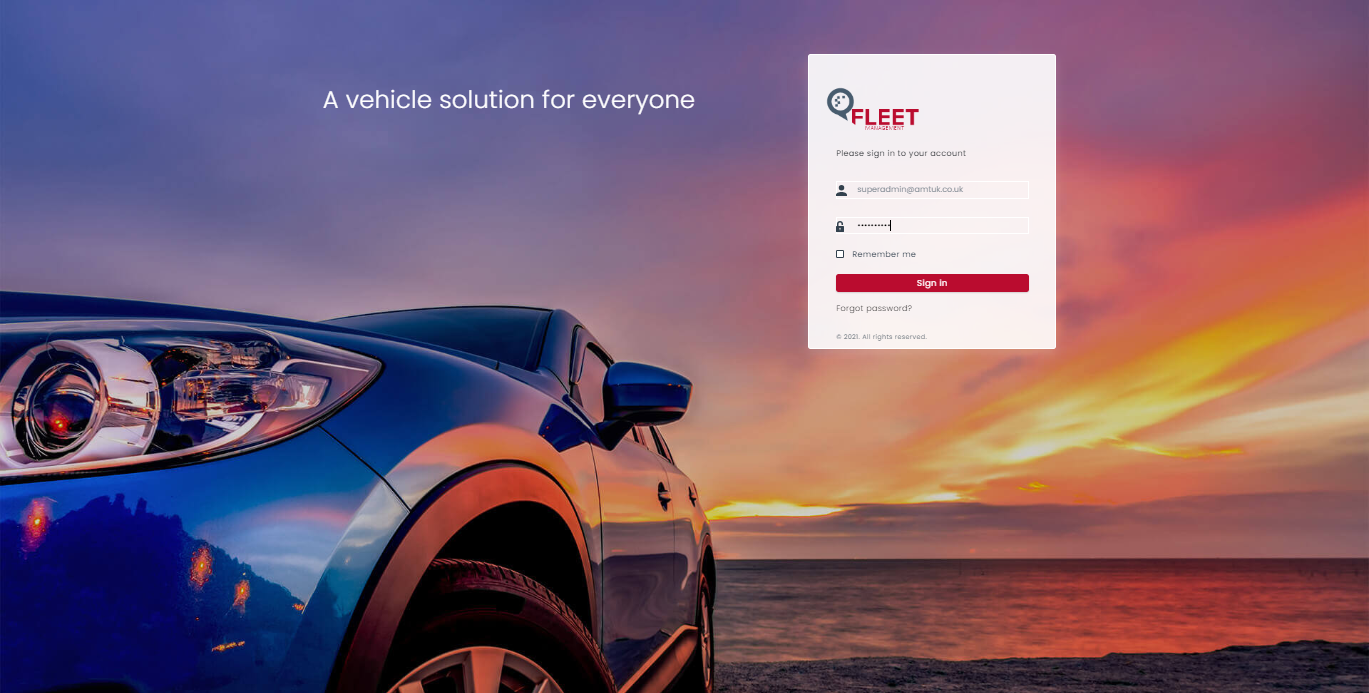 A vehicle solution for everyone
FLEET
MANAGEMENT
Please sign in to your account
superadmin@amtuk.co.uk
••••••••••
Remember me
Sign in
Forgot password?
© 2021. All rights reserved.